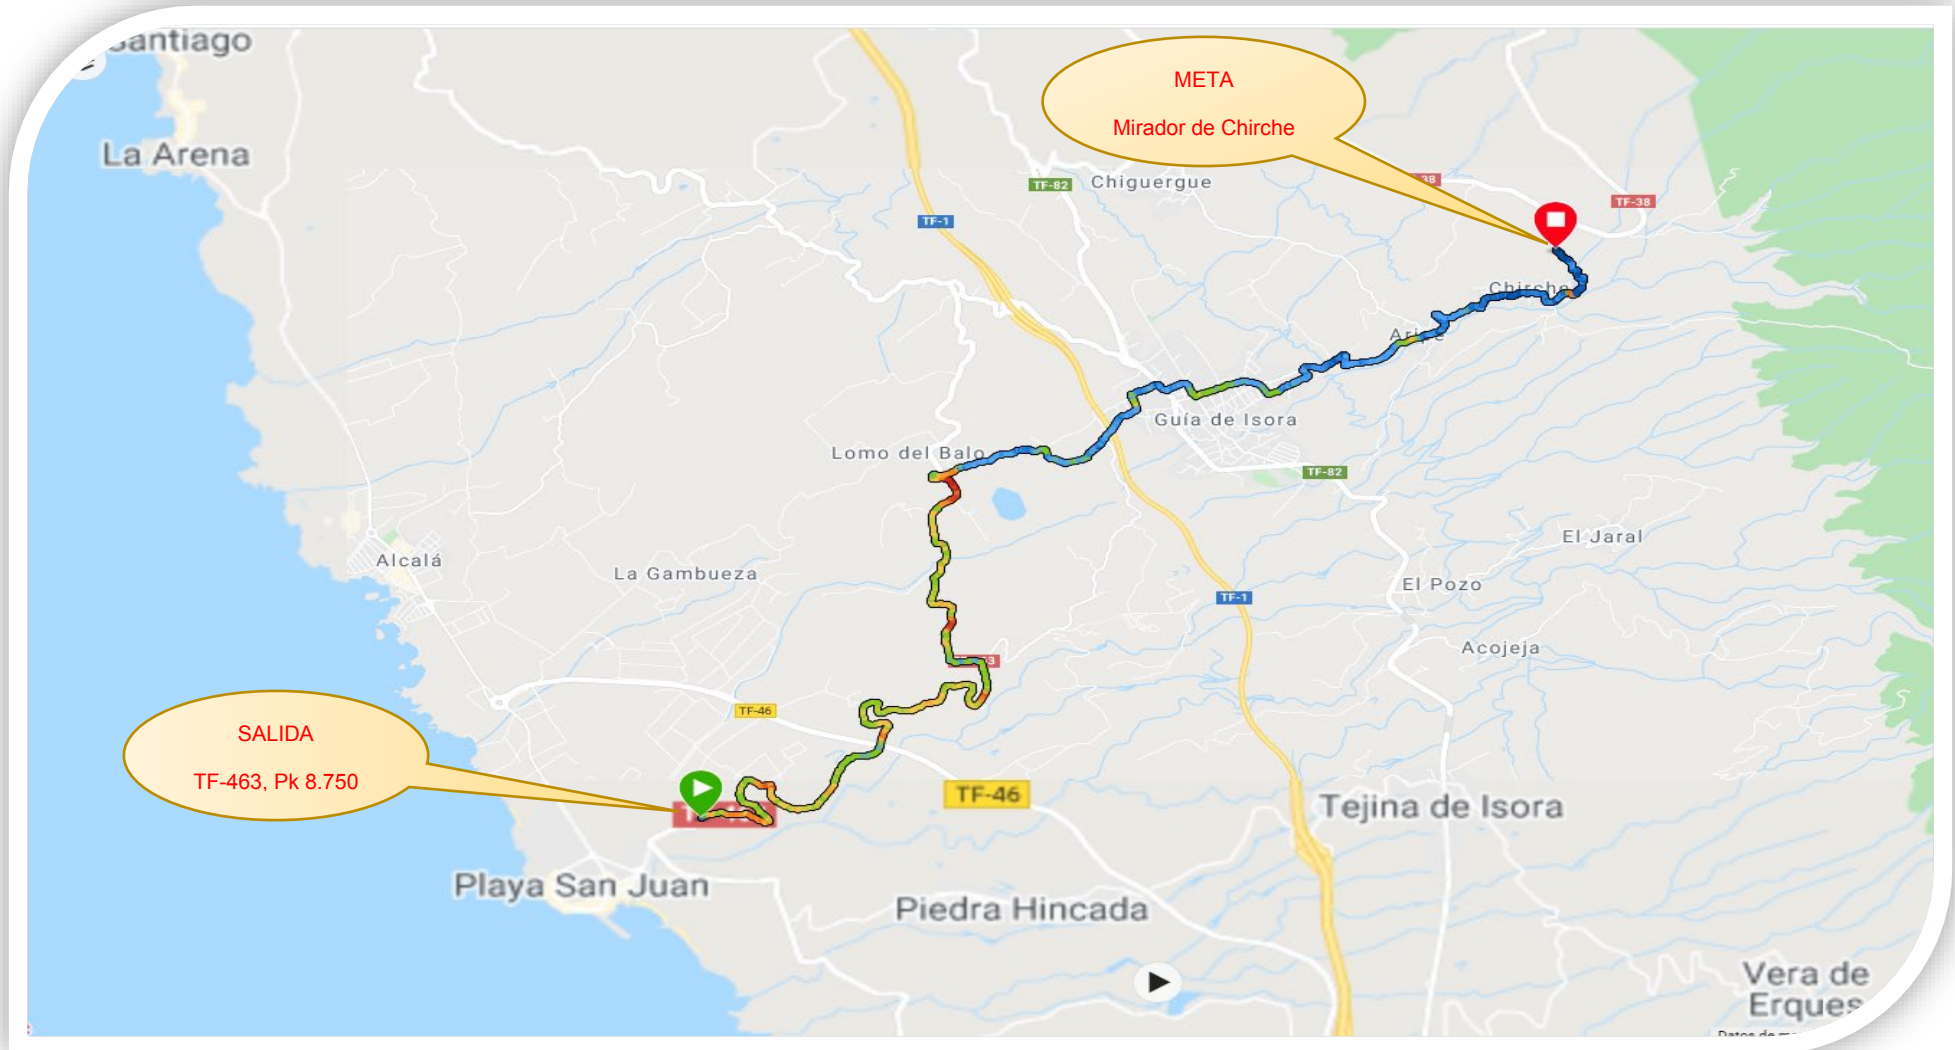 Santiago
La Arena
META
Mirador de Chirche
TF-82
Chiguergue
TF-38
TF-1
Chirche
Aripe
Guía de Isora
Lomo del Balo
TF-82
El Jaral
Alcalá
La Gambueza
El Pozo
TF-1
Acojeja
TF-46
SALIDA
TF-463, Pk 8.750
TF-46
Tejina de Isora
Playa San Juan
Piedra Hincada
Vera de
Erques